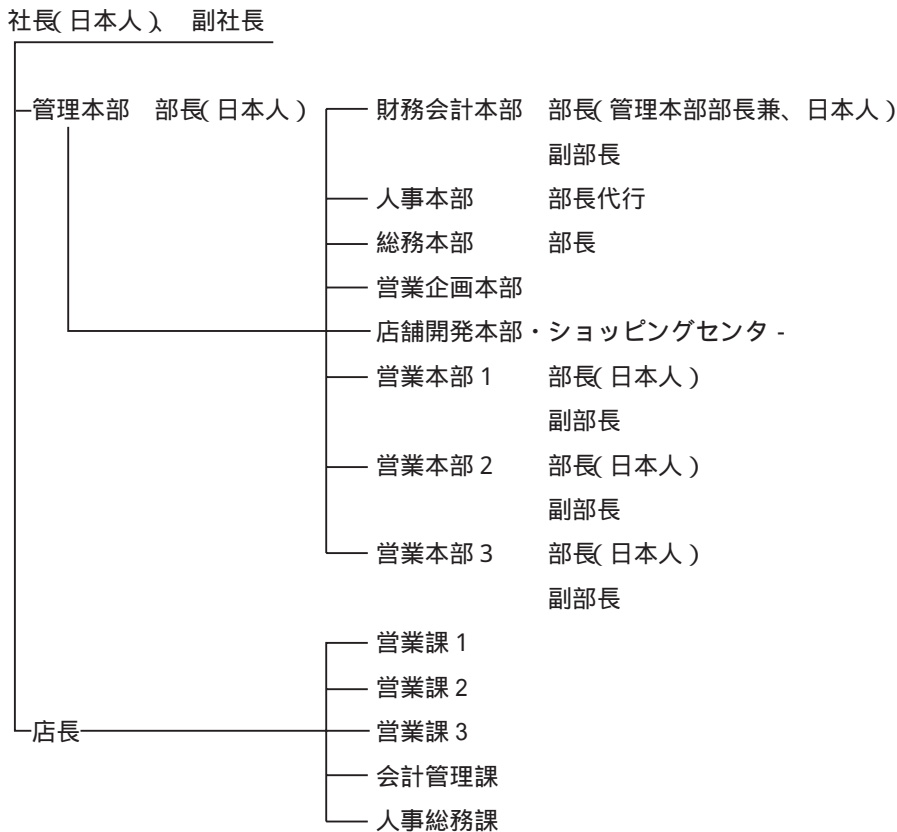 社長(日本人)、 副社長
管理本部 部長(日本人)
財務会計本部 部長(管理本部部長兼、日本人)
副部長
人事本部 部長代行
総務本部 部長
営業企画本部
店舗開発本部・ショッピングセンタ-
営業本部1 部長(日本人)
副部長
営業本部2 部長(日本人)
副部長
営業本部3 部長(日本人)
副部長
店長
営業課1
営業課2
営業課3
会計管理課
人事総務課